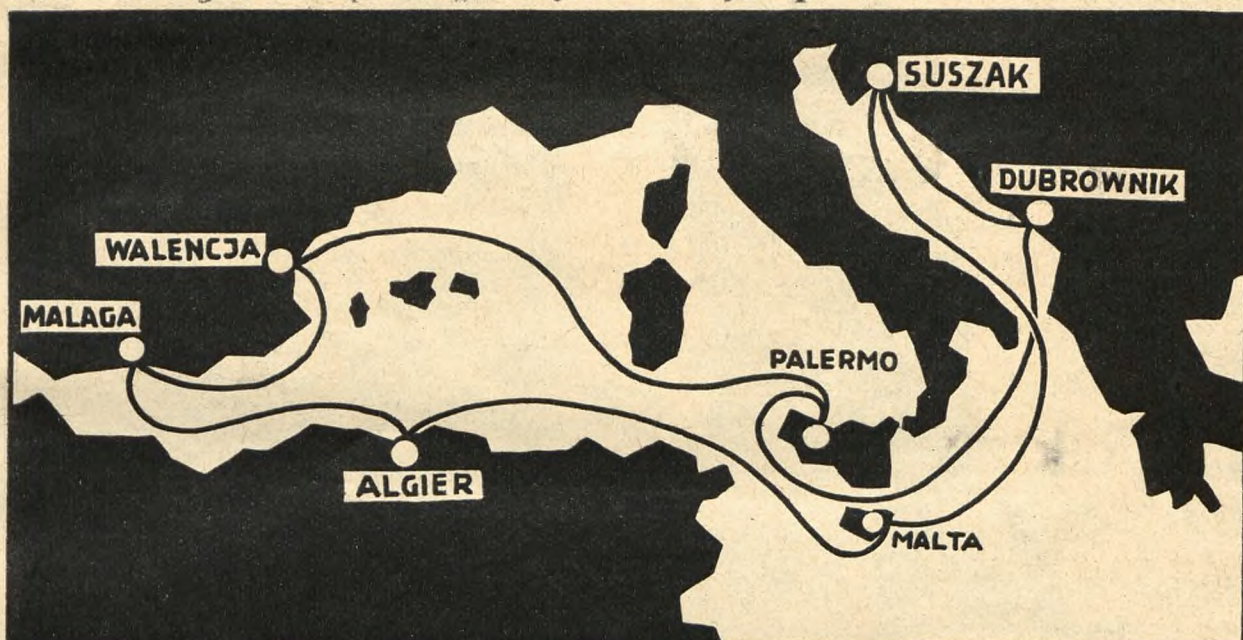 SUSZAK
DUBROWNIK
WALENCJA
MALAGA
PALERMO
ALGIER
MALTA